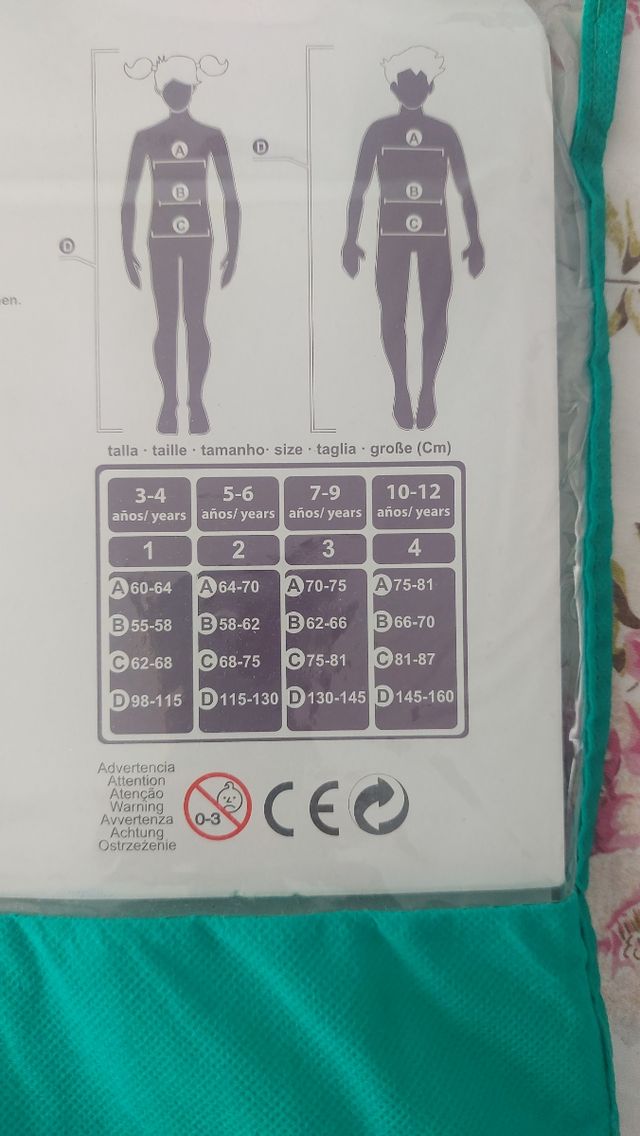 A
D
A
B
B
C
C
D
en.
talla · taille · tamanho· size · taglia · große (Cm)
3-4 5-6 7-9 10-12
años/ years años/ years años/ years años/ years
1 2 3 4
A 60-64 A 64-70 A 70-75 A 75-81
B 55-58 B 58-62 B 62-66 B 66-70
C 62-68 C 68-75 C 75-81 C 81-87
D 98-115 D 115-130 D 130-145 D 145-160
Advertencia
Attention
Atenção
Warning
Avvertenza
Achtung
Ostrzeżenie
0-3
CE